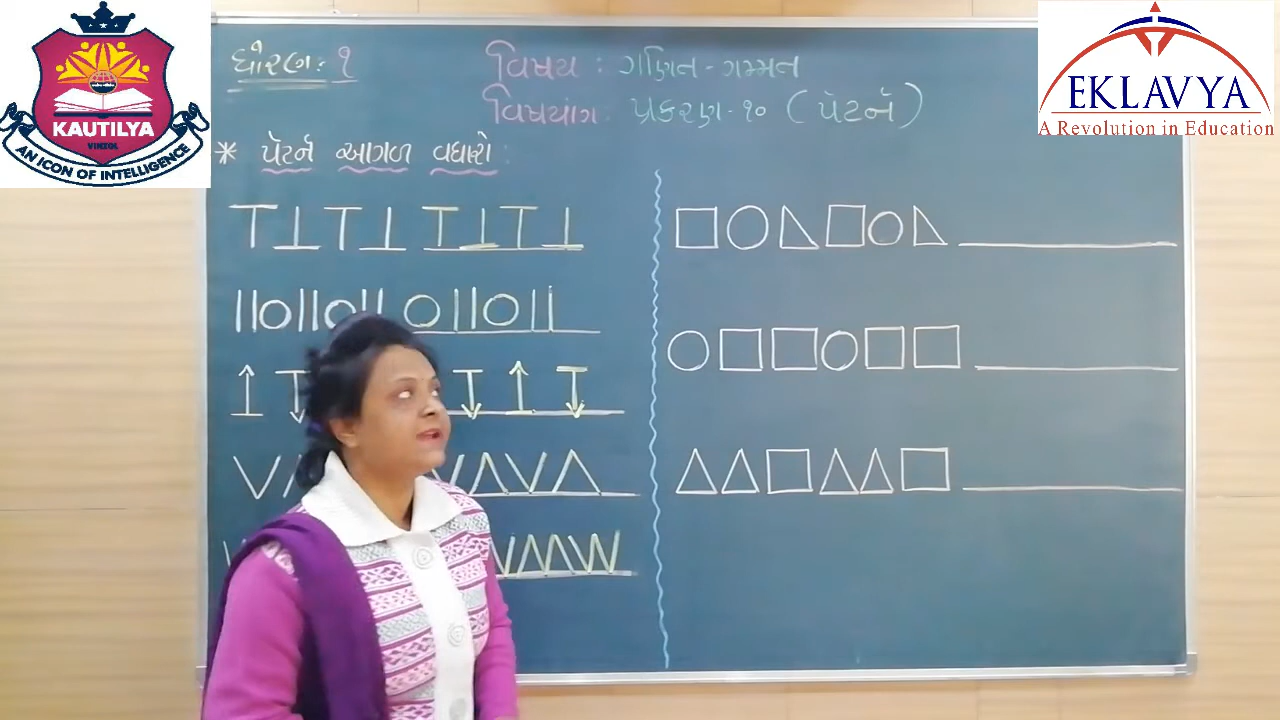 KAUTILYA
VINZOL
AN ICON OF INTELLIGENCE
EKLAVYA
A Revolution in Education
ધોરણ: ૧
વિષય : ગણિત - ગમ્મત
વિષયાંગ: પ્રકરણ-૧૦ (પેટર્ન)
* પેટર્ન આગળ વધારો: